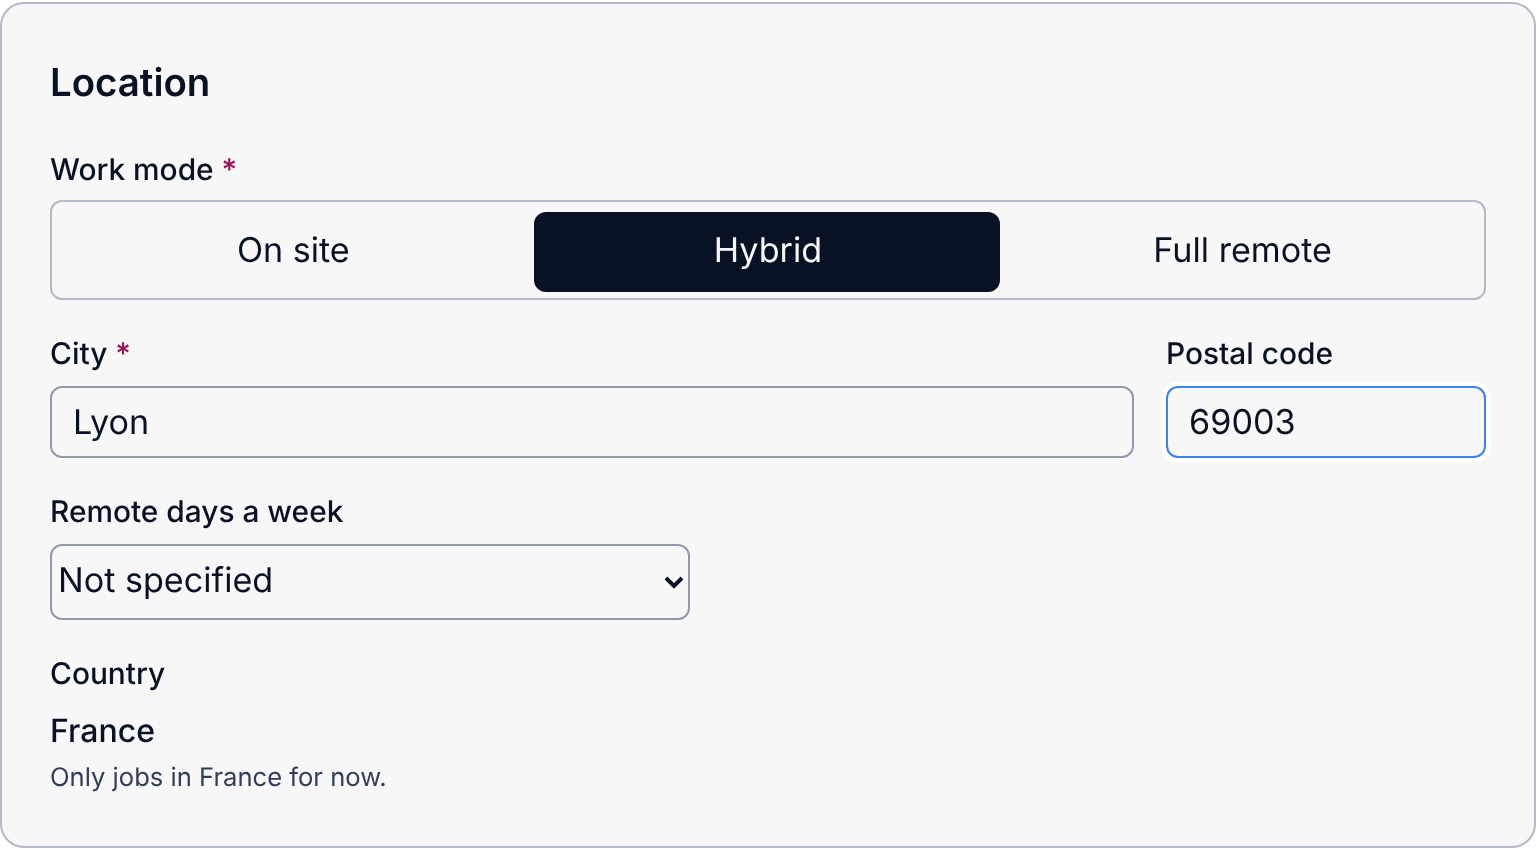 Location
Work mode *
On site Hybrid Full remote
City * Postal code
Lyon 69003
Remote days a week
Not specified
Country
France
Only jobs in France for now.